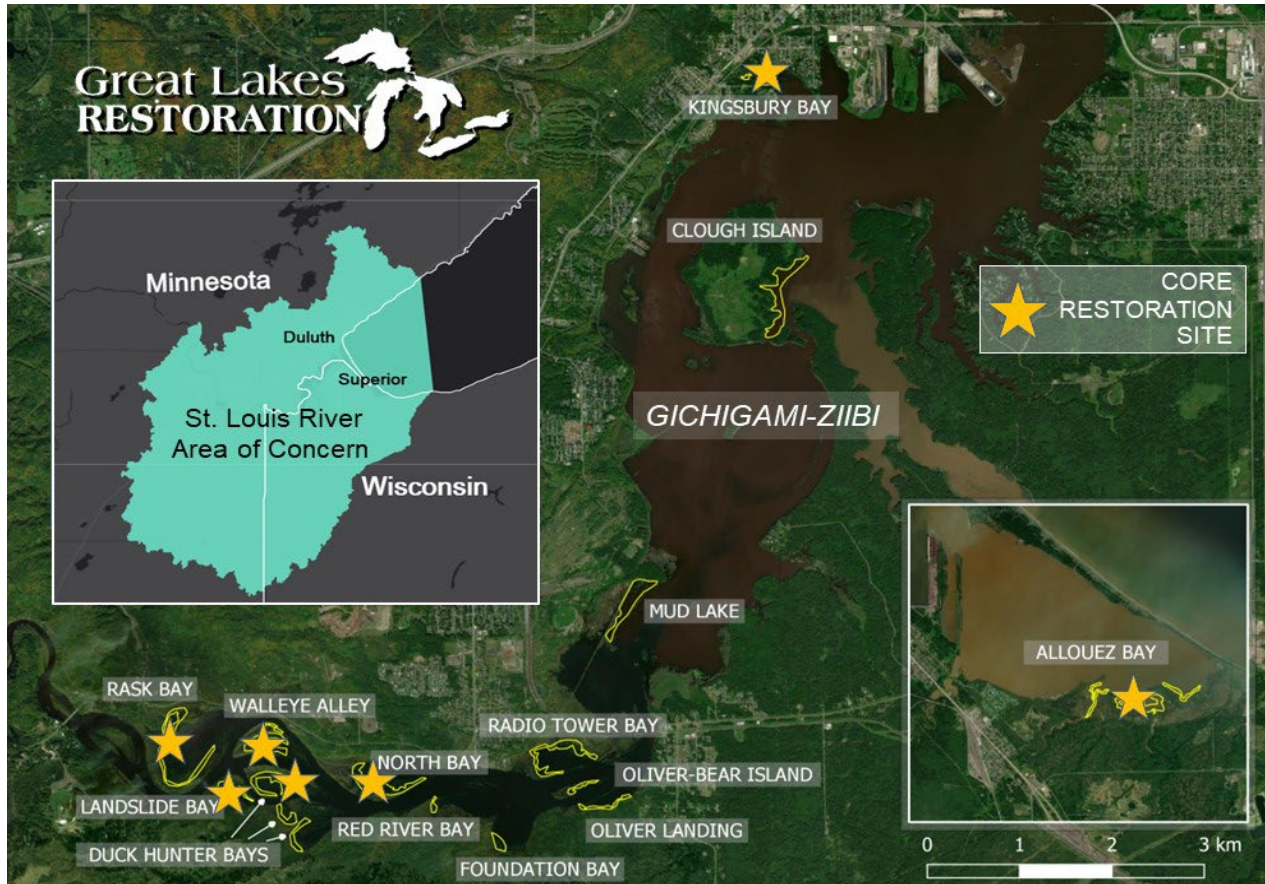 Great Lakes
RESTORATION
KINGSBURY BAY
CLOUGH ISLAND
CORE
RESTORATION
SITE
Minnesota
Duluth
Superior
St. Louis River
Area of Concern
Wisconsin
GICHIGAMI-ZIIBI
MUD LAKE
ALLOUEZ BAY
RASK BAY
WALLEYE ALLEY
RADIO TOWER BAY
NORTH BAY
OLIVER-BEAR ISLAND
LANDSLIDE BAY
RED RIVER BAY
OLIVER LANDING
DUCK HUNTER BAYS
FOUNDATION BAY
0 1 2 3 km